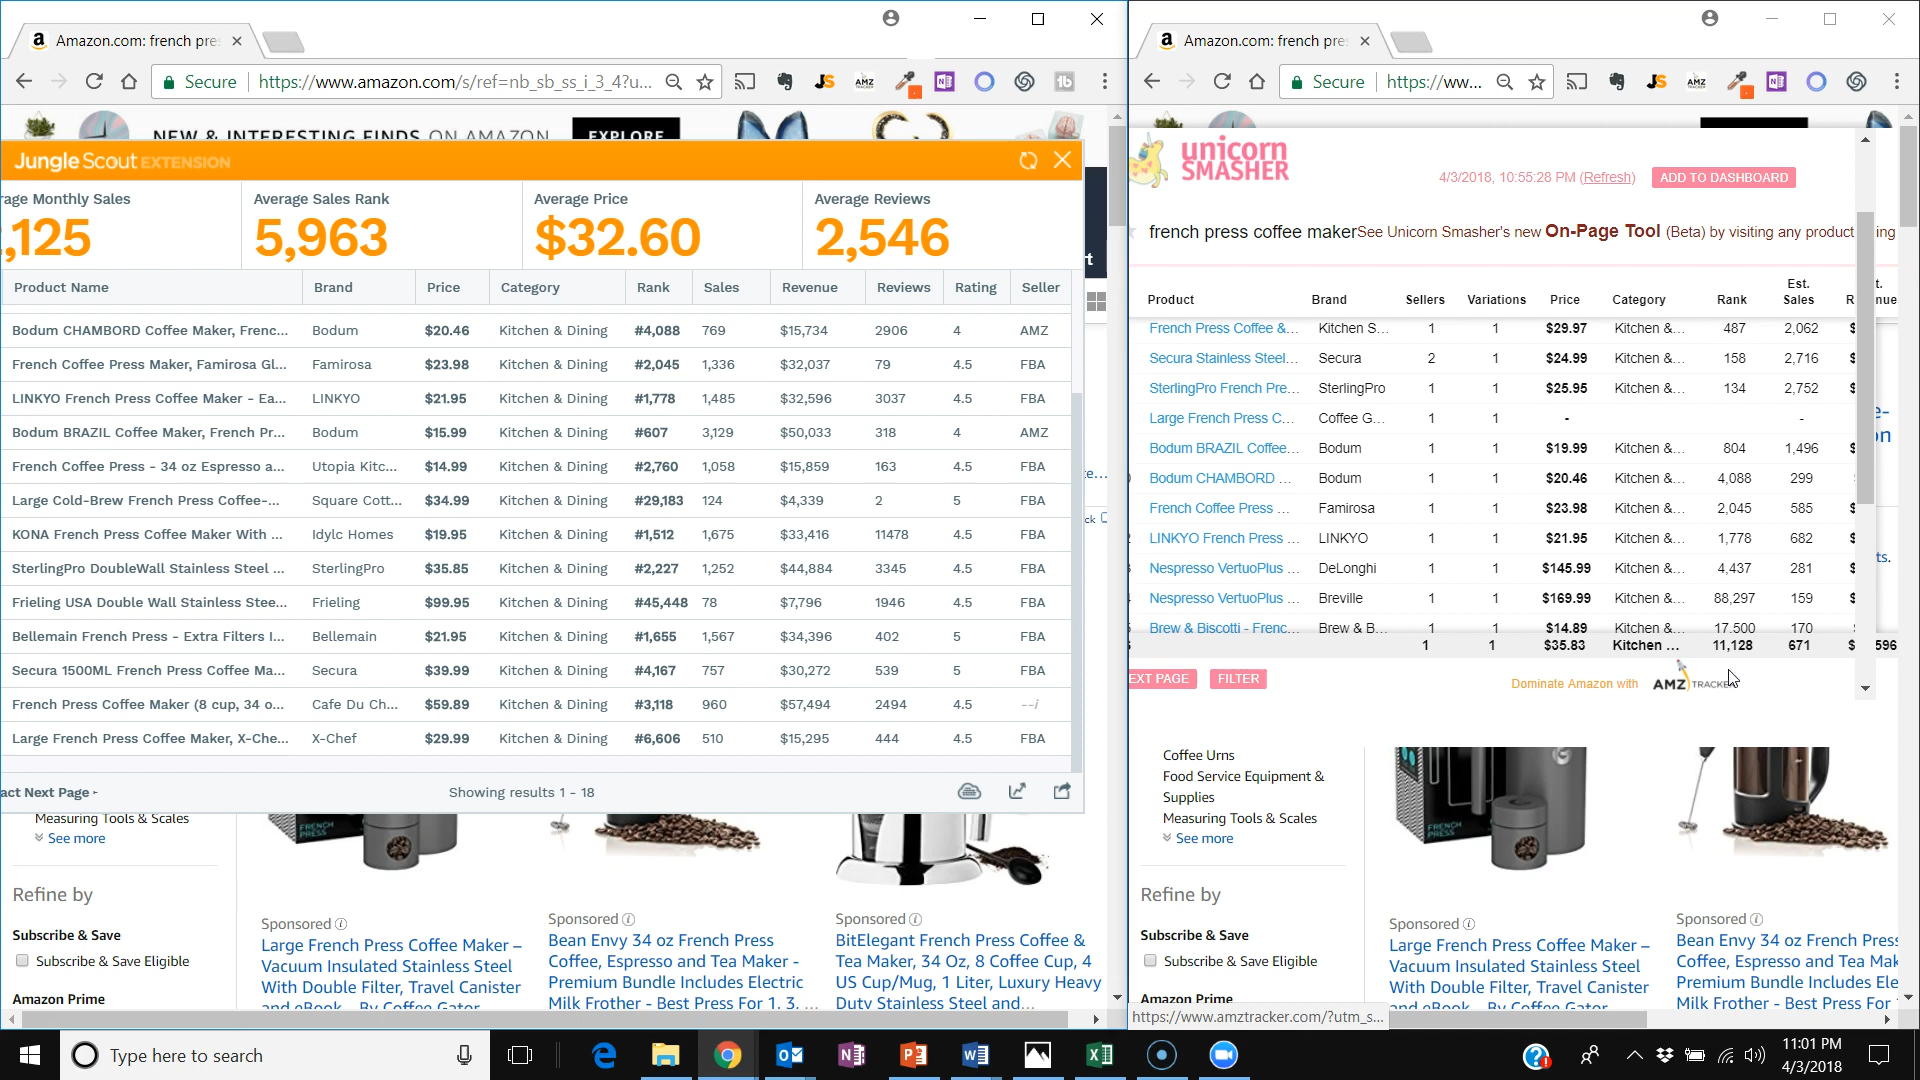 Amazon.com: french pre
Secure
https://www.amazon.com/s/ref=nb_sb_ss_i_3_4?u...
NEW & INTERESTING FINDS ON AMAZON
EXPLORE
Jungle Scout EXTENSION
rage Monthly Sales
Average Sales Rank
Average Price
Average Reviews
,125
5,963
$32.60
2,546
Product Name Brand Price Category Rank Sales Revenue Reviews Rating Seller
Bodum CHAMBORD Coffee Maker, Frenc... Bodum $20.46 Kitchen & Dining #4,088 769 $15,734 2906 4 AMZ
French Coffee Press Maker, Famirosa Gl... Famirosa $23.98 Kitchen & Dining #2,045 1,336 $32,037 79 4.5 FBA
LINKYO French Press Coffee Maker - Ea... LINKYO $21.95 Kitchen & Dining #1,778 1,485 $32,596 3037 4.5 FBA
Bodum BRAZIL Coffee Maker, French Pr... Bodum $15.99 Kitchen & Dining #607 3,129 $50,033 318 4 AMZ
French Coffee Press - 34 oz Espresso a... Utopia Kitc... $14.99 Kitchen & Dining #2,760 1,058 $15,859 163 4.5 FBA
Large Cold-Brew French Press Coffee-... Square Cott... $34.99 Kitchen & Dining #29,183 124 $4,339 2 5 FBA
KONA French Press Coffee Maker With ... Idylc Homes $19.95 Kitchen & Dining #1,512 1,675 $33,416 11478 4.5 FBA
SterlingPro DoubleWall Stainless Steel ... SterlingPro $35.85 Kitchen & Dining #2,227 1,252 $44,884 3345 4.5 FBA
Frieling USA Double Wall Stainless Stee... Frieling $99.95 Kitchen & Dining #45,448 78 $7,796 1946 4.5 FBA
Bellemain French Press - Extra Filters I... Bellemain $21.95 Kitchen & Dining #1,655 1,567 $34,396 402 5 FBA
Secura 1500ML French Press Coffee Ma... Secura $39.99 Kitchen & Dining #4,167 757 $30,272 539 5 FBA
French Press Coffee Maker (8 cup, 34 o... Cafe Du Ch... $59.89 Kitchen & Dining #3,118 960 $57,494 2494 4.5 --i
Large French Press Coffee Maker, X-Che... X-Chef $29.99 Kitchen & Dining #6,606 510 $15,295 444 4.5 FBA
act Next Page
Showing results 1 - 18
Measuring Tools & Scales
See more
Refine by
Subscribe & Save
Subscribe & Save Eligible
Amazon Prime
Sponsored
Large French Press Coffee Maker –
Vacuum Insulated Stainless Steel
With Double Filter, Travel Canister
and eBook - By Coffee Gator
Sponsored
Bean Envy 34 oz French Press
Coffee, Espresso and Tea Maker -
Premium Bundle Includes Electric
Milk Frother - Best Press For 1, 3, ...
Sponsored
BitElegant French Press Coffee &
Tea Maker, 34 Oz, 8 Coffee Cup, 4
US Cup/Mug, 1 Liter, Luxury Heavy
Duty Stainless Steel and...
Amazon.com: french pre
Secure
https://ww...
unicorn
SMASHER
4/3/2018, 10:55:28 PM (Refresh)
ADD TO DASHBOARD
french press coffee maker See Unicorn Smasher's new On-Page Tool (Beta) by visiting any product ing
Product Brand Sellers Variations Price Category Rank Est. Sales
French Press Coffee &... Kitchen S... 1 1 $29.97 Kitchen &... 487 2,062
Secura Stainless Steel... Secura 2 1 $24.99 Kitchen &... 158 2,716
SterlingPro French Pre... SterlingPro 1 1 $25.95 Kitchen &... 134 2,752
Large French Press C... Coffee G... 1 1 - -
Bodum BRAZIL Coffee... Bodum 1 1 $19.99 Kitchen &... 804 1,496
Bodum CHAMBORD ... Bodum 1 1 $20.46 Kitchen &... 4,088 299
French Coffee Press ... Famirosa 1 1 $23.98 Kitchen &... 2,045 585
LINKYO French Press ... LINKYO 1 1 $21.95 Kitchen &... 1,778 682
Nespresso VertuoPlus ... DeLonghi 1 1 $145.99 Kitchen &... 4,437 281
Nespresso VertuoPlus ... Breville 1 1 $169.99 Kitchen &... 88,297 159
Brew & Biscotti - Frenc... Brew & B... 1 1 $14.89 Kitchen &... 17,500 170
1 1 $35.83 Kitchen ... 11,128 671 $ 596
EXT PAGE
FILTER
Dominate Amazon with AMZ TRACKER
Coffee Urns
Food Service Equipment &
Supplies
Measuring Tools & Scales
See more
Refine by
Subscribe & Save
Subscribe & Save Eligible
Amazon Prime
FRENCH
PRESS
Sponsored
Large French Press Coffee Maker –
Vacuum Insulated Stainless Steel
With Double Filter, Travel Canister
and eBook - By Coffee Gator
Sponsored
Bean Envy 34 oz French Press
Coffee, Espresso and Tea Mak
Premium Bundle Includes Ele
Milk Frother - Best Press For
https://www.amztracker.com/?utm_s...
Type here to search
11:01 PM
4/3/2018